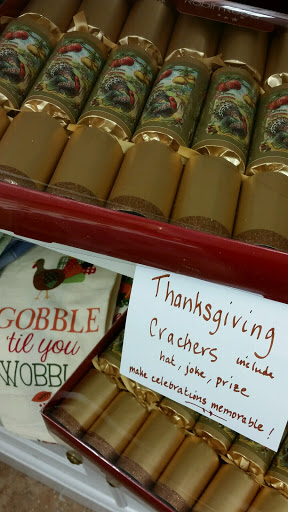 Thanksgiving
Crackers include
hat, joke, prize
make celebrations memorable!
GOBBLE
'til you
WOBBL